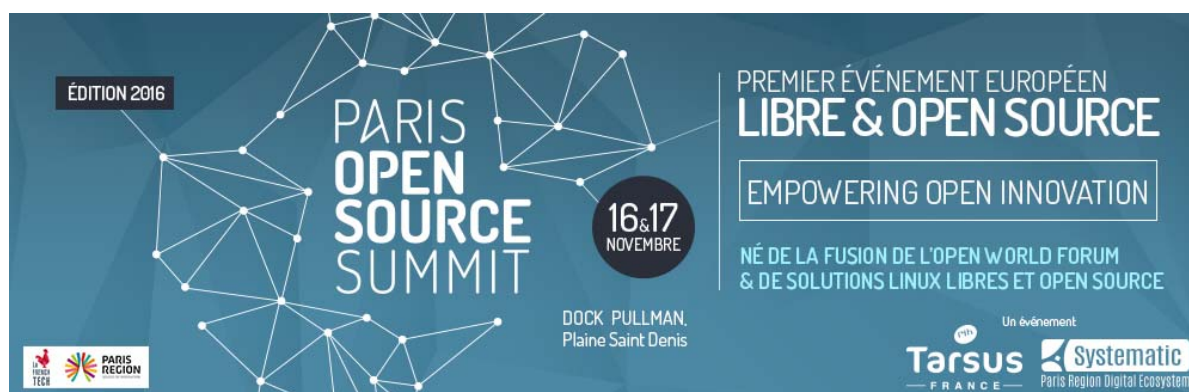 ÉDITION 2016
PARIS
OPEN
SOURCE
SUMMIT
16&17
NOVEMBRE
DOCK PULLMAN,
Plaine Saint Denis
PREMIER ÉVÉNEMENT EUROPÉEN
LIBRE & OPEN SOURCE
EMPOWERING OPEN INNOVATION
NÉ DE LA FUSION DE L'OPEN WORLD FORUM
& DE SOLUTIONS LINUX LIBRES ET OPEN SOURCE
Un événement
Tarsus
FRANCE
Systematic
Paris Region Digital Ecosystem
LA
FRENCH
TECH
PARIS
REGION